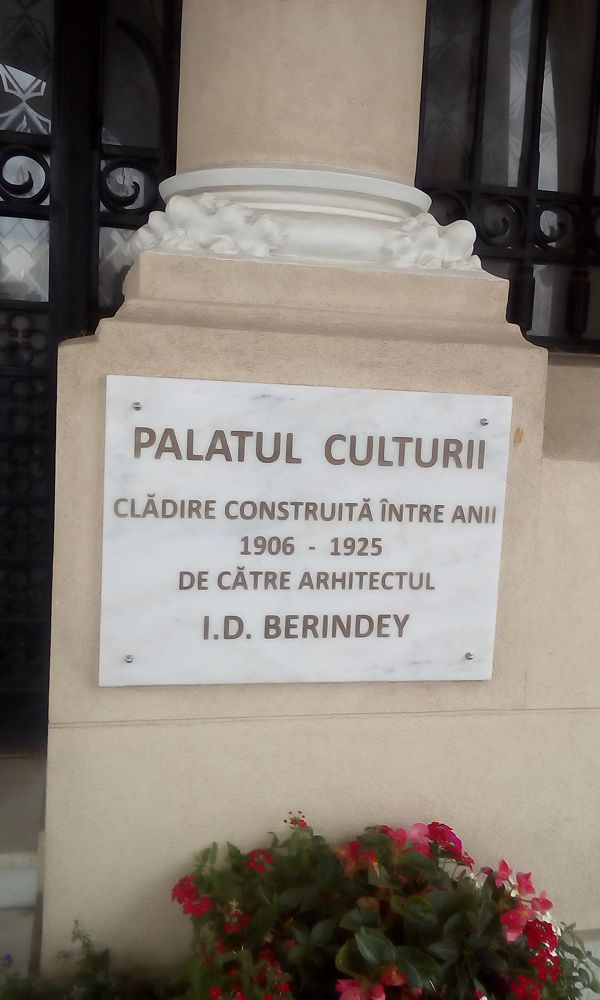 PALATUL CULTURII
CLĂDIRE CONSTRUITĂ ÎNTRE ANII
1906 - 1925
DE CĂTRE ARHITECTUL
I.D. BERINDEY